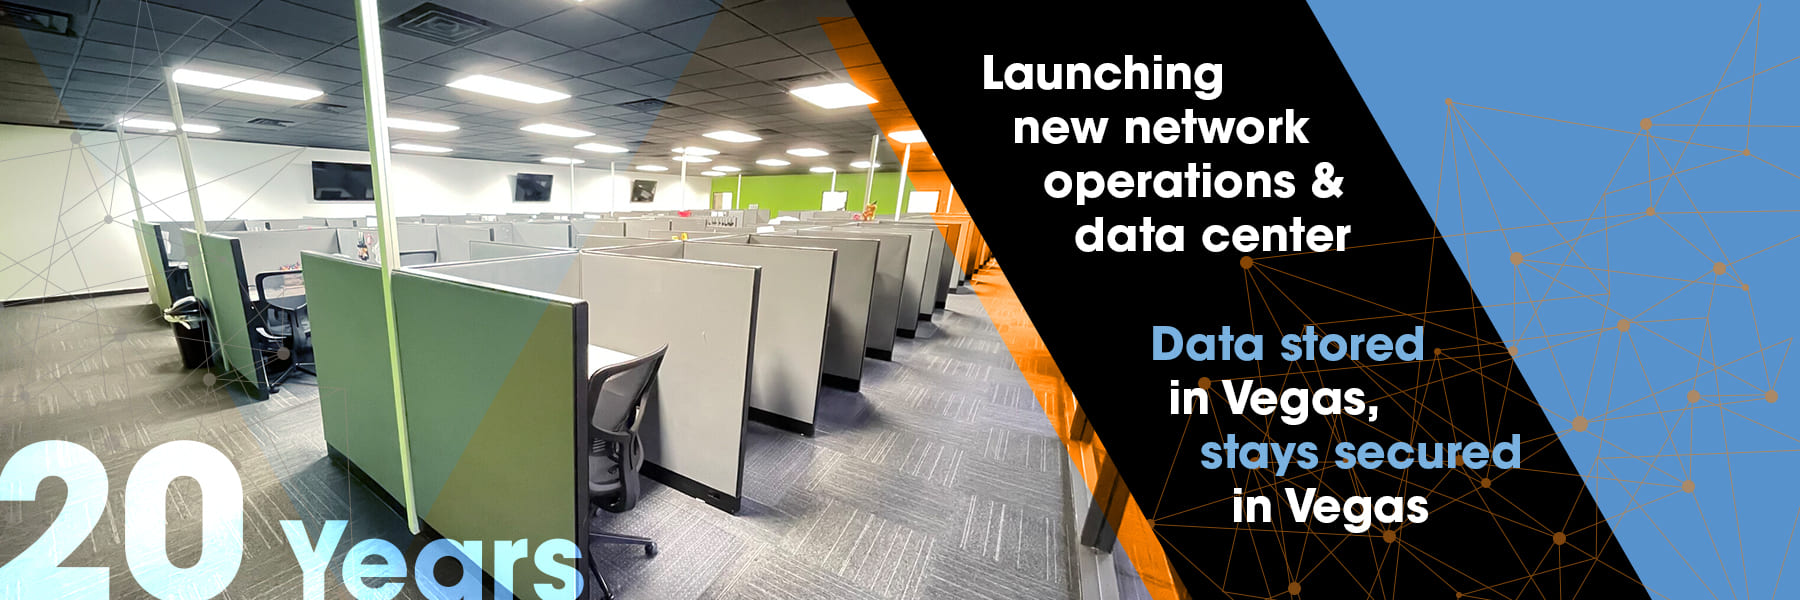 Launching
new network
operations &
data center
Data stored
in Vegas,
stays secured
in Vegas
20 Years